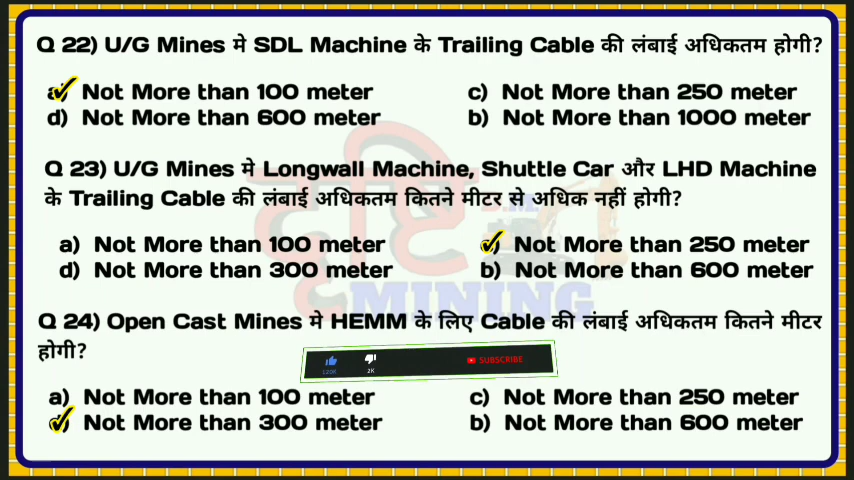 Q 22) U/G Mines मे SDL Machine के Trailing Cable की लंबाई अधिकतम होगी?
a) Not More than 100 meter c) Not More than 250 meter
d) Not More than 600 meter b) Not More than 1000 meter
Q 23) U/G Mines मे Longwall Machine, Shuttle Car और LHD Machine
के Trailing Cable की लंबाई अधिकतम कितने मीटर से अधिक नहीं होगी?
a) Not More than 100 meter Not More than 250 meter
d) Not More than 300 meter b) Not More than 600 meter
Q 24) Open Cast Mines मे HEMM के लिए Cable की लंबाई अधिकतम कितने मीटर
होगी?
120K 2K SUBSCRIBE
a) Not More than 100 meter c) Not More than 250 meter
Not More than 300 meter b) Not More than 600 meter
MINING